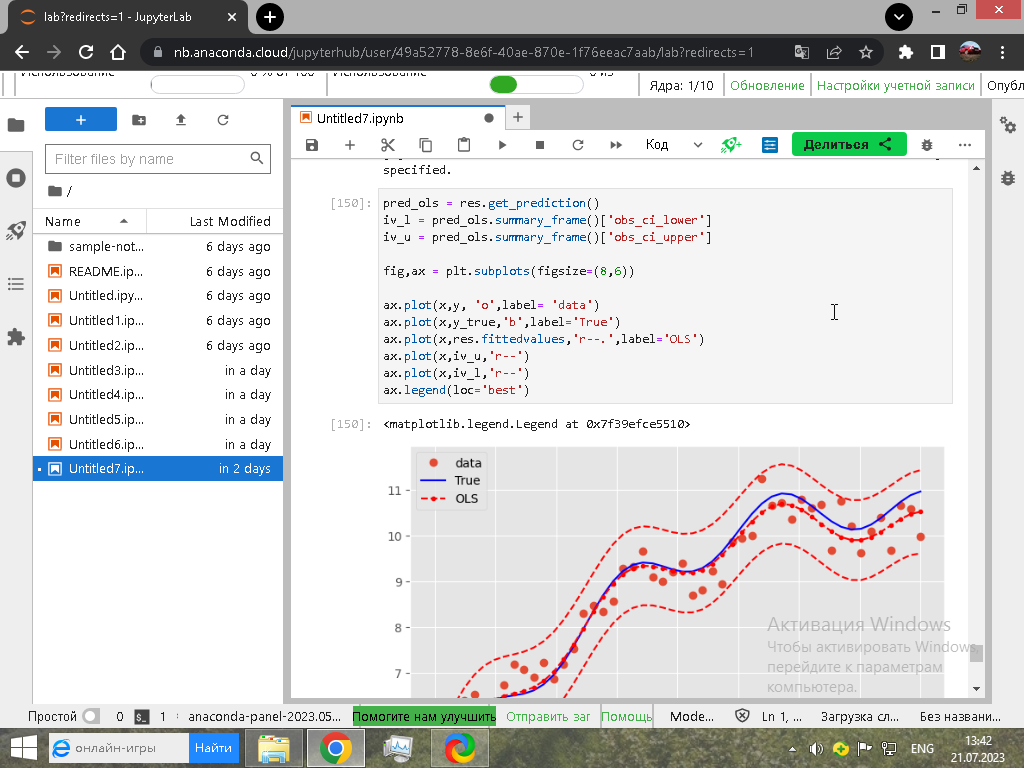 lab?redirects=1 - JupyterLab
nb.anaconda.cloud/jupyterhub/user/49a52778-8e6f-40ae-870e-1f76eeac7aab/lab?redirects=1
Использование
0 % от 100
Использование
0 из
Ядра: 1/10
Обновление
Настройки учетной записи
Опубл
Filter files by name
/
Name
Last Modified
sample-not...
6 days ago
README.ip...
6 days ago
Untitled.ipy...
6 days ago
Untitled1.ip...
6 days ago
Untitled2.ip...
6 days ago
Untitled3.ip...
in a day
Untitled4.ip...
in a day
Untitled5.ip...
in a day
Untitled6.ip...
in a day
Untitled7.ip...
in 2 days
Untitled7.ipynb
Код
Делиться
specified.
[150]:
pred_ols = res.get_prediction()
iv_l = pred_ols.summary_frame()['obs_ci_lower']
iv_u = pred_ols.summary_frame()['obs_ci_upper']
fig,ax = plt.subplots(figsize=(8,6))
ax.plot(x,y, 'o',label= 'data')
ax.plot(x,y_true,'b',label='True')
ax.plot(x,res.fittedvalues,'r--.',label='OLS')
ax.plot(x,iv_u,'r--')
ax.plot(x,iv_l,'r--')
ax.legend(loc='best')
[150]:
<matplotlib.legend.Legend at 0x7f39efce5510>
data
True
OLS
11
10
9
8
7
Активация Windows
Чтобы активировать Windows,
перейдите к параметрам
компьютера.
Простой
0
1
anaconda-panel-2023.05...
Помогите нам улучшить
Отправить заг
Помощь
Mode...
Ln 1, ...
Загрузка сл...
Без названи...
онлайн-игры
Найти
ENG
13:42
21.07.2023